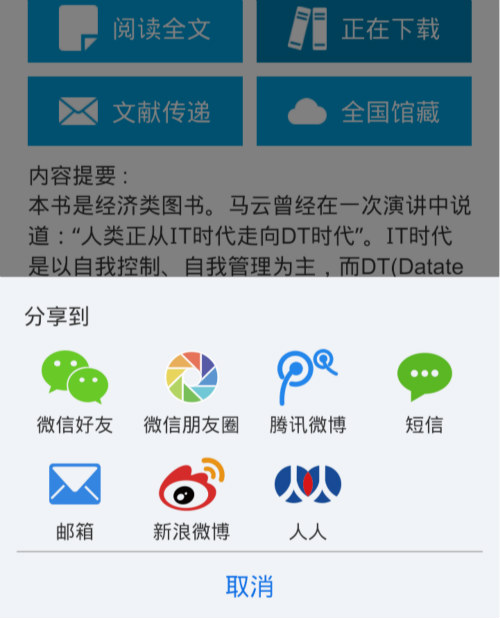 阅读全文
正在下载
文献传递
全国馆藏
内容提要：
本书是经济类图书。马云曾经在一次演讲中说
道：“人类正从IT时代走向DT时代”。IT时代
是以自我控制、自我管理为主，而DT(Datate
分享到
微信好友
微信朋友圈
腾讯微博
短信
邮箱
新浪微博
人人
取消